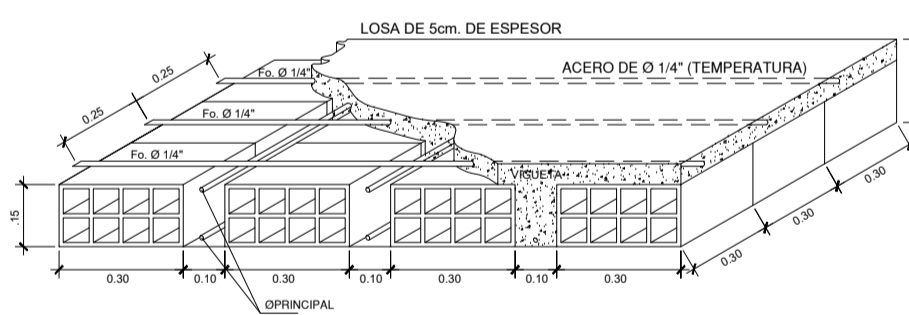 LOSA DE 5cm. DE ESPESOR
ACERO DE Ø 1/4" (TEMPERATURA)
0.25
Fo. Ø 1/4"
0.25
Fo. Ø 1/4"
Fo. Ø 1/4"
VIGUETA
.15
0.30
0.30
0.30
0.30
0.10
0.30
0.10
0.30
0.10
0.30
ØPRINCIPAL